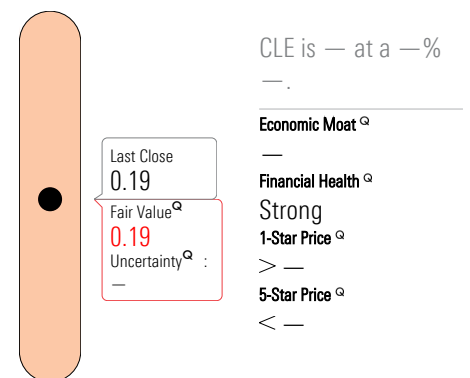 CLE is — at a —%
—.
Economic Moat Q
—
Financial Health Q
Strong
1-Star Price Q
> —
5-Star Price Q
< —
Last Close
0.19
Fair Value Q
0.19
Uncertainty Q :
—